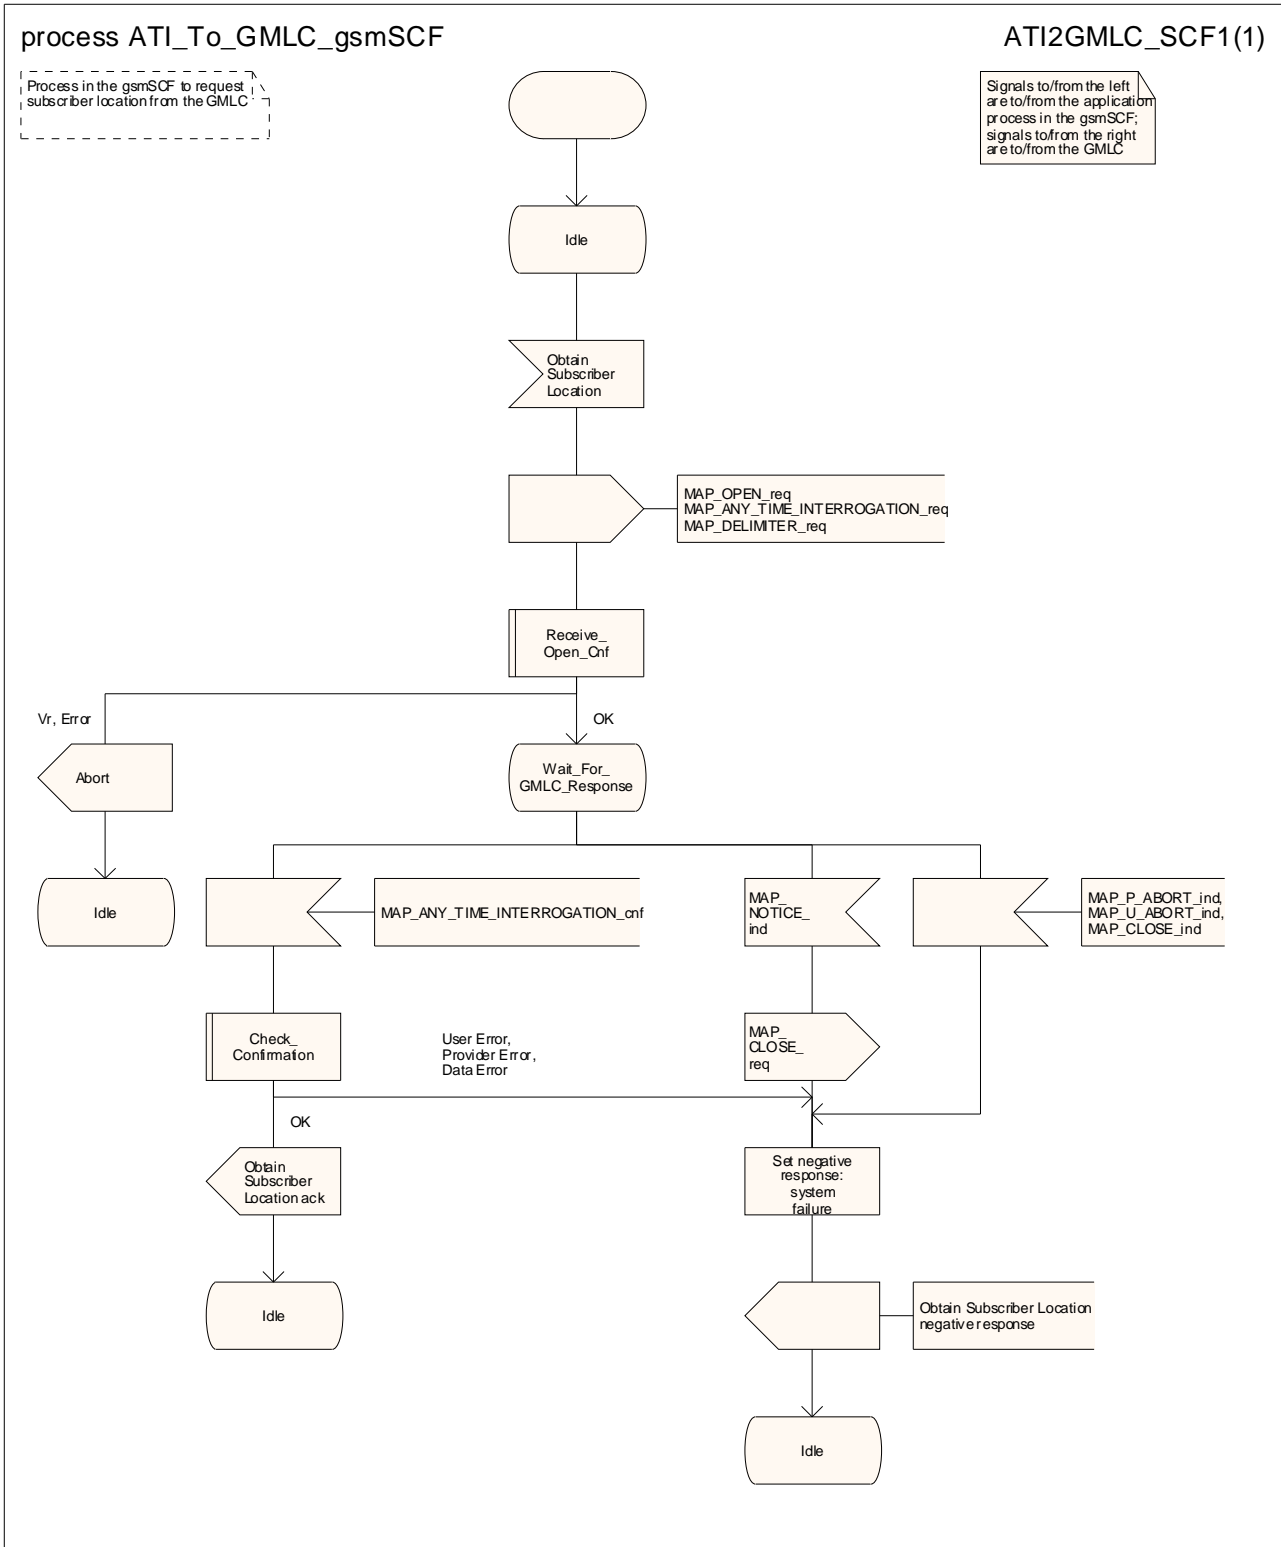 process ATI_To_GMLC_gsmSCF
ATI2GMLC_SCF1(1)
Process in the gsmSCF to request
subscriber location from the GMLC
Signals to/from the left
are to/from the application
process in the gsmSCF;
signals to/from the right
are to/from the GMLC
Idle
Obtain
Subscriber
Location
MAP_OPEN_req
MAP_ANY_TIME_INTERROGATION_req
MAP_DELIMITER_req
Receive_
Open_Cnf
Vr, Error
OK
Abort
Wait_For_
GMLC_Response
Idle
MAP_ANY_TIME_INTERROGATION_cnf
MAP_
NOTICE_
ind
MAP_P_ABORT_ind,
MAP_U_ABORT_ind,
MAP_CLOSE_ind
Check_
Confirmation
User Error,
Provider Error,
Data Error
MAP_
CLOSE_
req
OK
Obtain
Subscriber
Location ack
Set negative
response:
system
failure
Idle
Obtain Subscriber Location
negative response
Idle